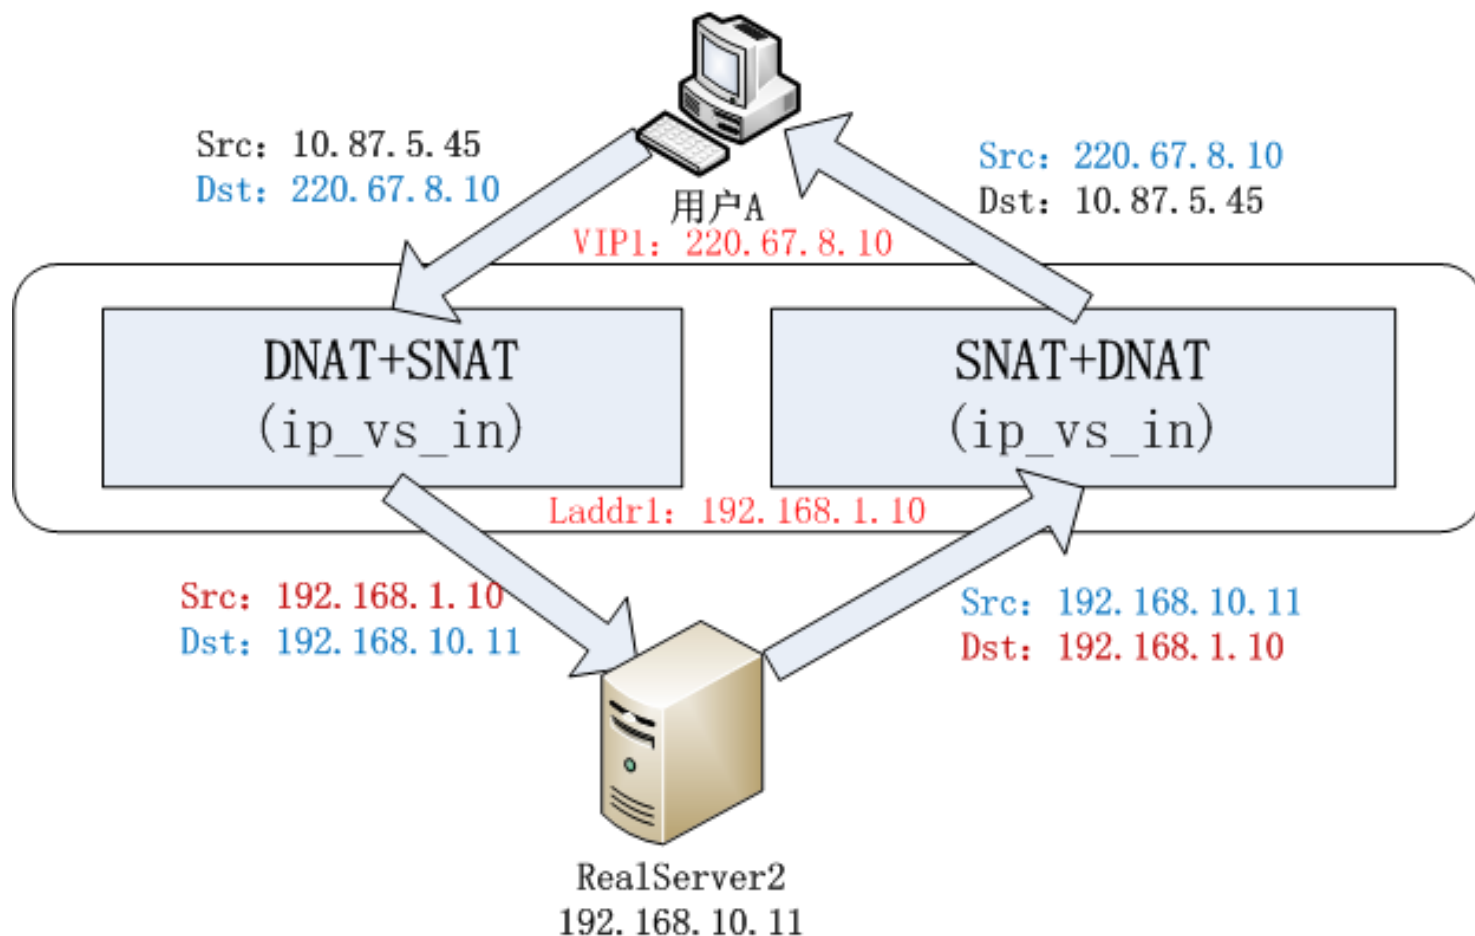 Src: 10.87.5.45
Dst: 220.67.8.10
用户A
Src: 220.67.8.10
Dst: 10.87.5.45
VIP1: 220.67.8.10
DNAT+SNAT
(ip_vs_in)
SNAT+DNAT
(ip_vs_in)
Laddr1: 192.168.1.10
Src: 192.168.1.10
Dst: 192.168.10.11
Src: 192.168.10.11
Dst: 192.168.1.10
RealServer2
192.168.10.11